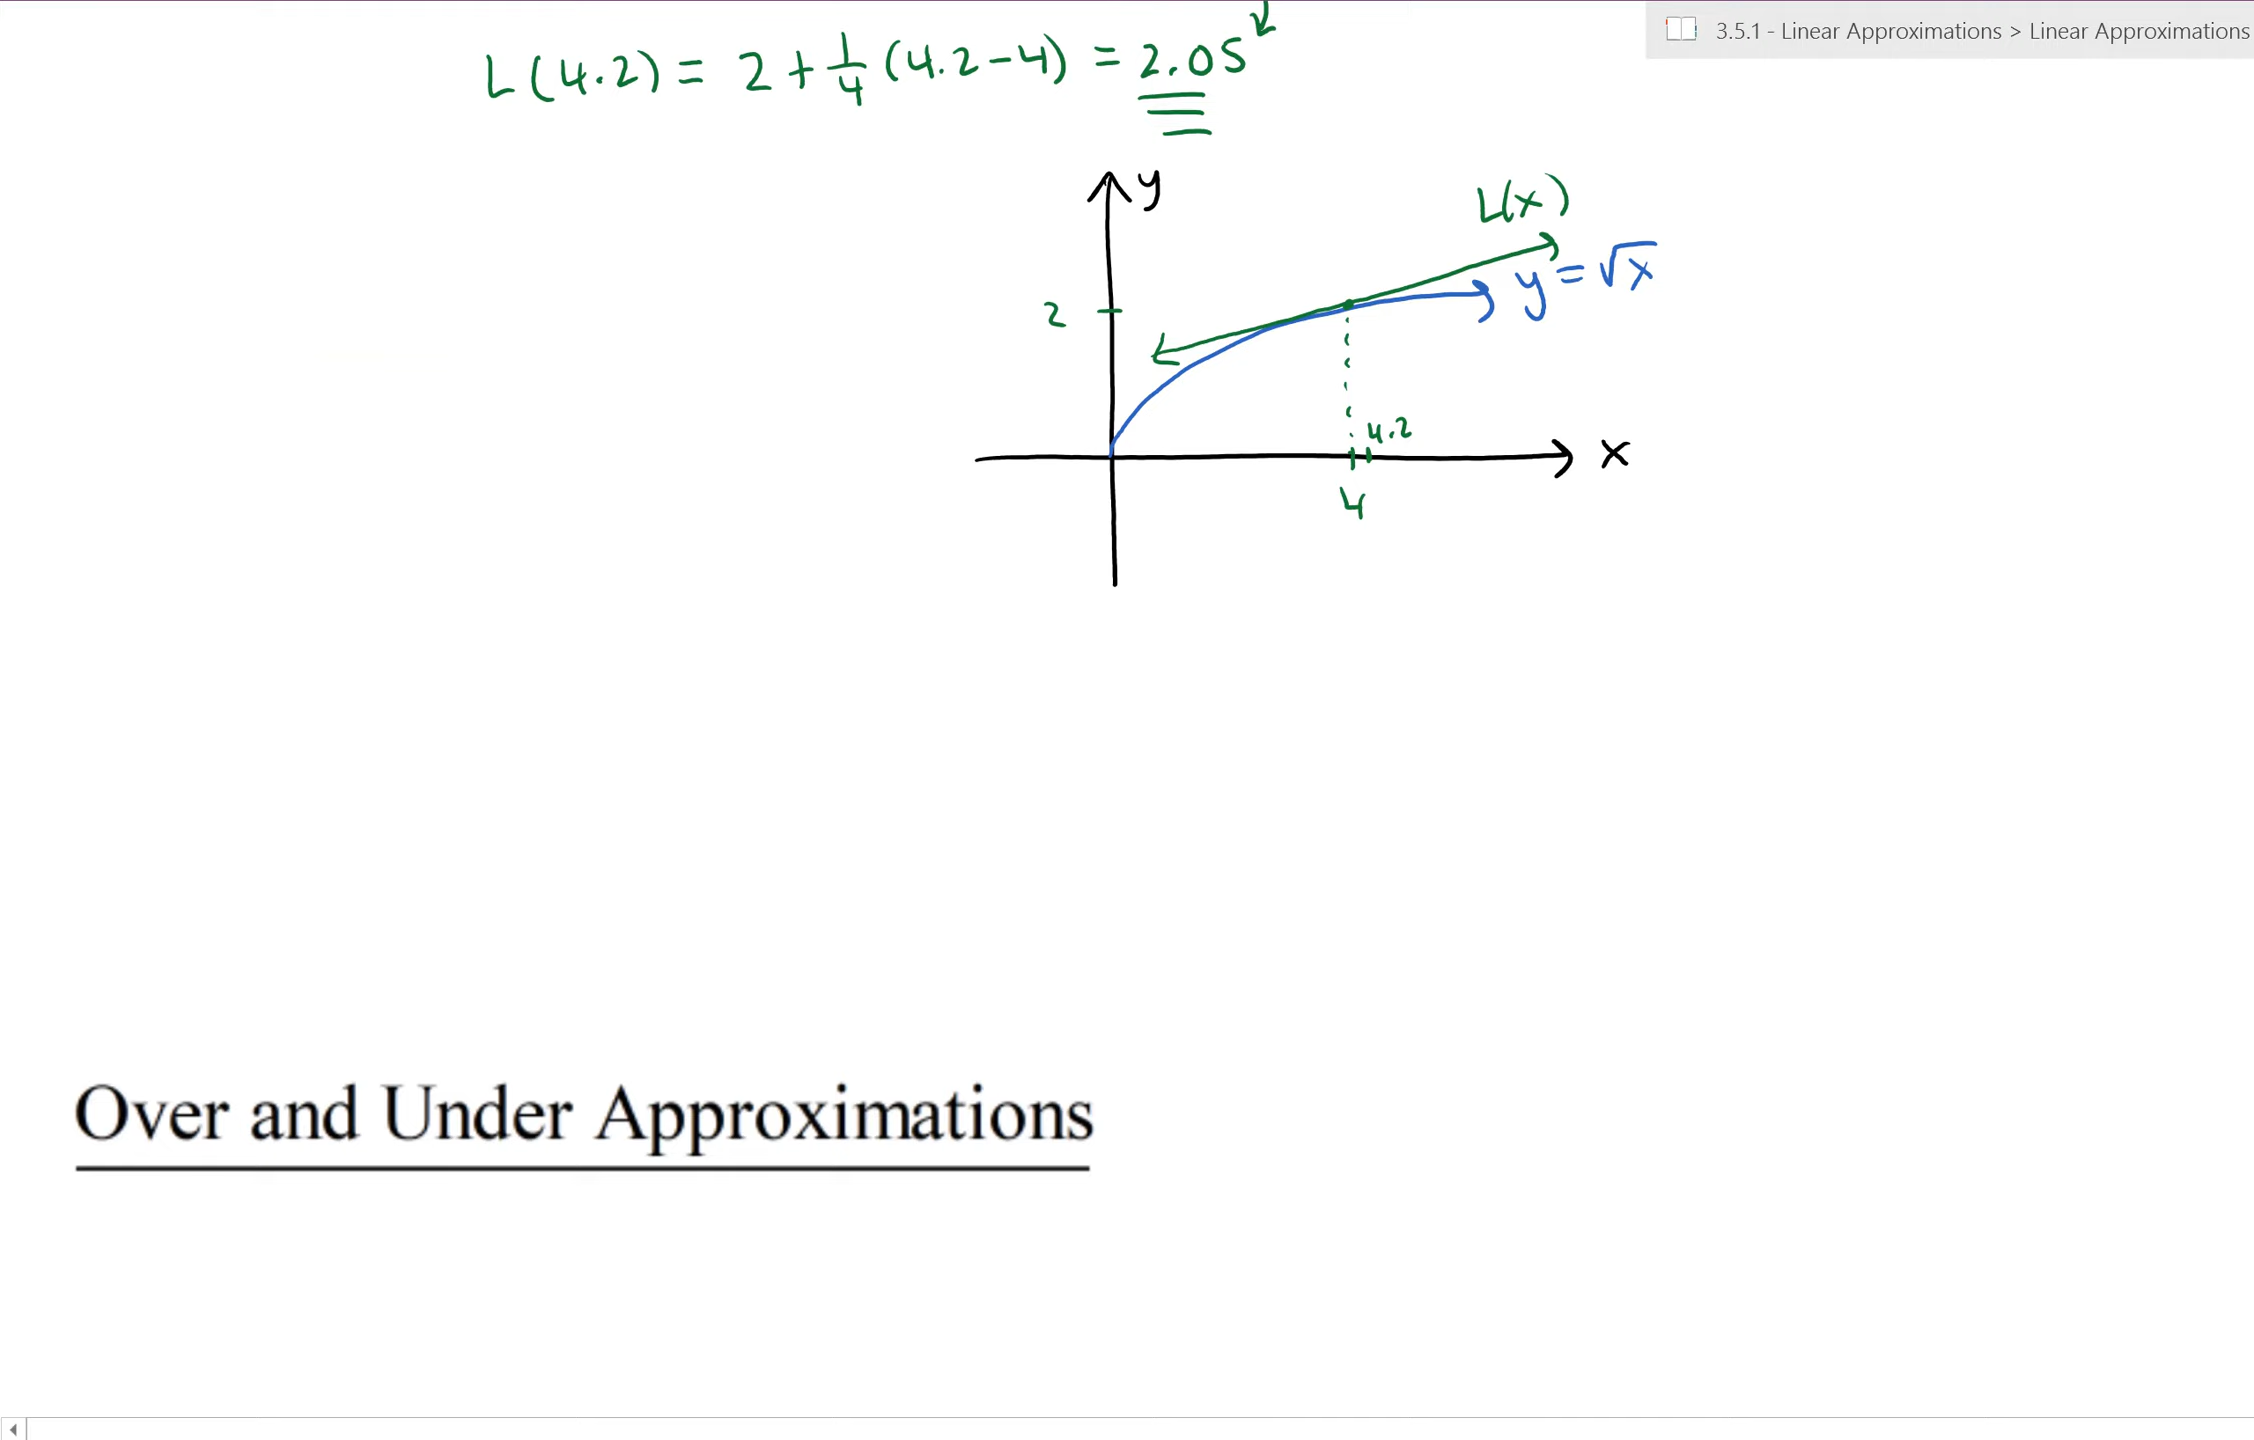 3.5.1 - Linear Approximations > Linear Approximations
L(4.2) = 2 + 1/4 (4.2-4) = 2.05
y
L(x)
y = √x
2
4.2
x
4
Over and Under Approximations